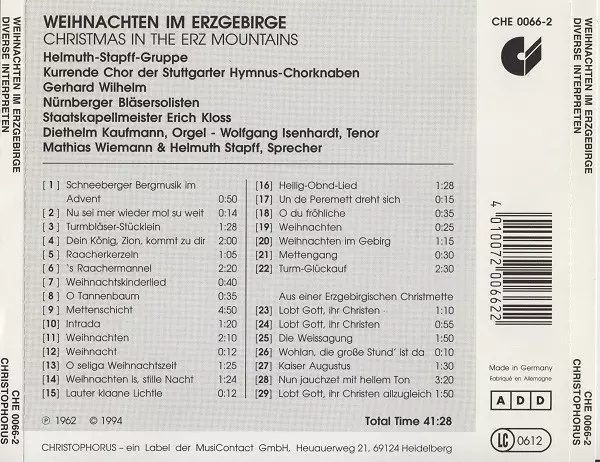 WEIHNACHTEN IM ERZGEBIRGE
DIVERSE INTERPRETEN
CHE 0066-2
CHRISTOPHORUS
WEIHNACHTEN IM ERZGEBIRGE
CHRISTMAS IN THE ERZ MOUNTAINS
Helmuth-Stapff-Gruppe
Kurrende Chor der Stuttgarter Hymnus-Chorknaben
Gerhard Wilhelm
Nürnberger Bläsersolisten
Staatskapellmeister Erich Kloss
Diethelm Kaufmann, Orgel - Wolfgang Isenhardt, Tenor
Mathias Wiemann & Helmuth Stapff, Sprecher
[ 1 ] Schneeberger Bergmusik im
Advent 0:50
[ 2 ] Nu sei mer wieder mol su weit 0:14
[ 3 ] Turmbläser-Stücklein 1:28
[ 4 ] Dein König, Zion, kommt zu dir 2:00
[ 5 ] Raacherkerzeln 1:05
[ 6 ] 's Raachermannel 2:20
[ 7 ] Weihnachtskinderlied 0:40
[ 8 ] O Tannenbaum 0:35
[ 9 ] Mettenschicht 4:50
[10] Intrada 1:20
[11] Weihnachten 2:10
[12] Weihnacht 0:12
[13] O seliga Weihnachtszeit 1:25
[14] Weihnachten is, stille Nacht 1:24
[15] Lauter klaane Lichtle 0:12
[16] Heilig-Obnd-Lied 1:28
[17] Un de Peremett dreht sich 0:15
[18] O du fröhliche 0:35
[19] Weihnachten 0:25
[20] Weihnachten im Gebirg 1:15
[21] Mettengang 0:30
[22] Turm-Glückauf 2:30
Aus einer Erzgebirgischen Christmette
[23] Lobt Gott, ihr Christen 1:10
[24] Lobt Gott, ihr Christen 0:55
[25] Die Weissagung 1:50
[26] Wohlan, die große Stund' ist da 0:10
[27] Kaiser Augustus 1:30
[28] Nun jauchzet mit hellem Ton 3:20
[29] Lobt Gott, ihr Christen allzugleich 1:50
℗ 1962 © 1994
Total Time 41:28
CHRISTOPHORUS – ein Label der MusiContact GmbH, Heuauerweg 21, 69124 Heidelberg
CHE 0066-2
4 010072 006622
Made in Germany
Fabriqué en Allemagne
A D D
LC 0612
WEIHNACHTEN IM ERZGEBIRGE
DIVERSE INTERPRETEN
CHE 0066-2
CHRISTOPHORUS